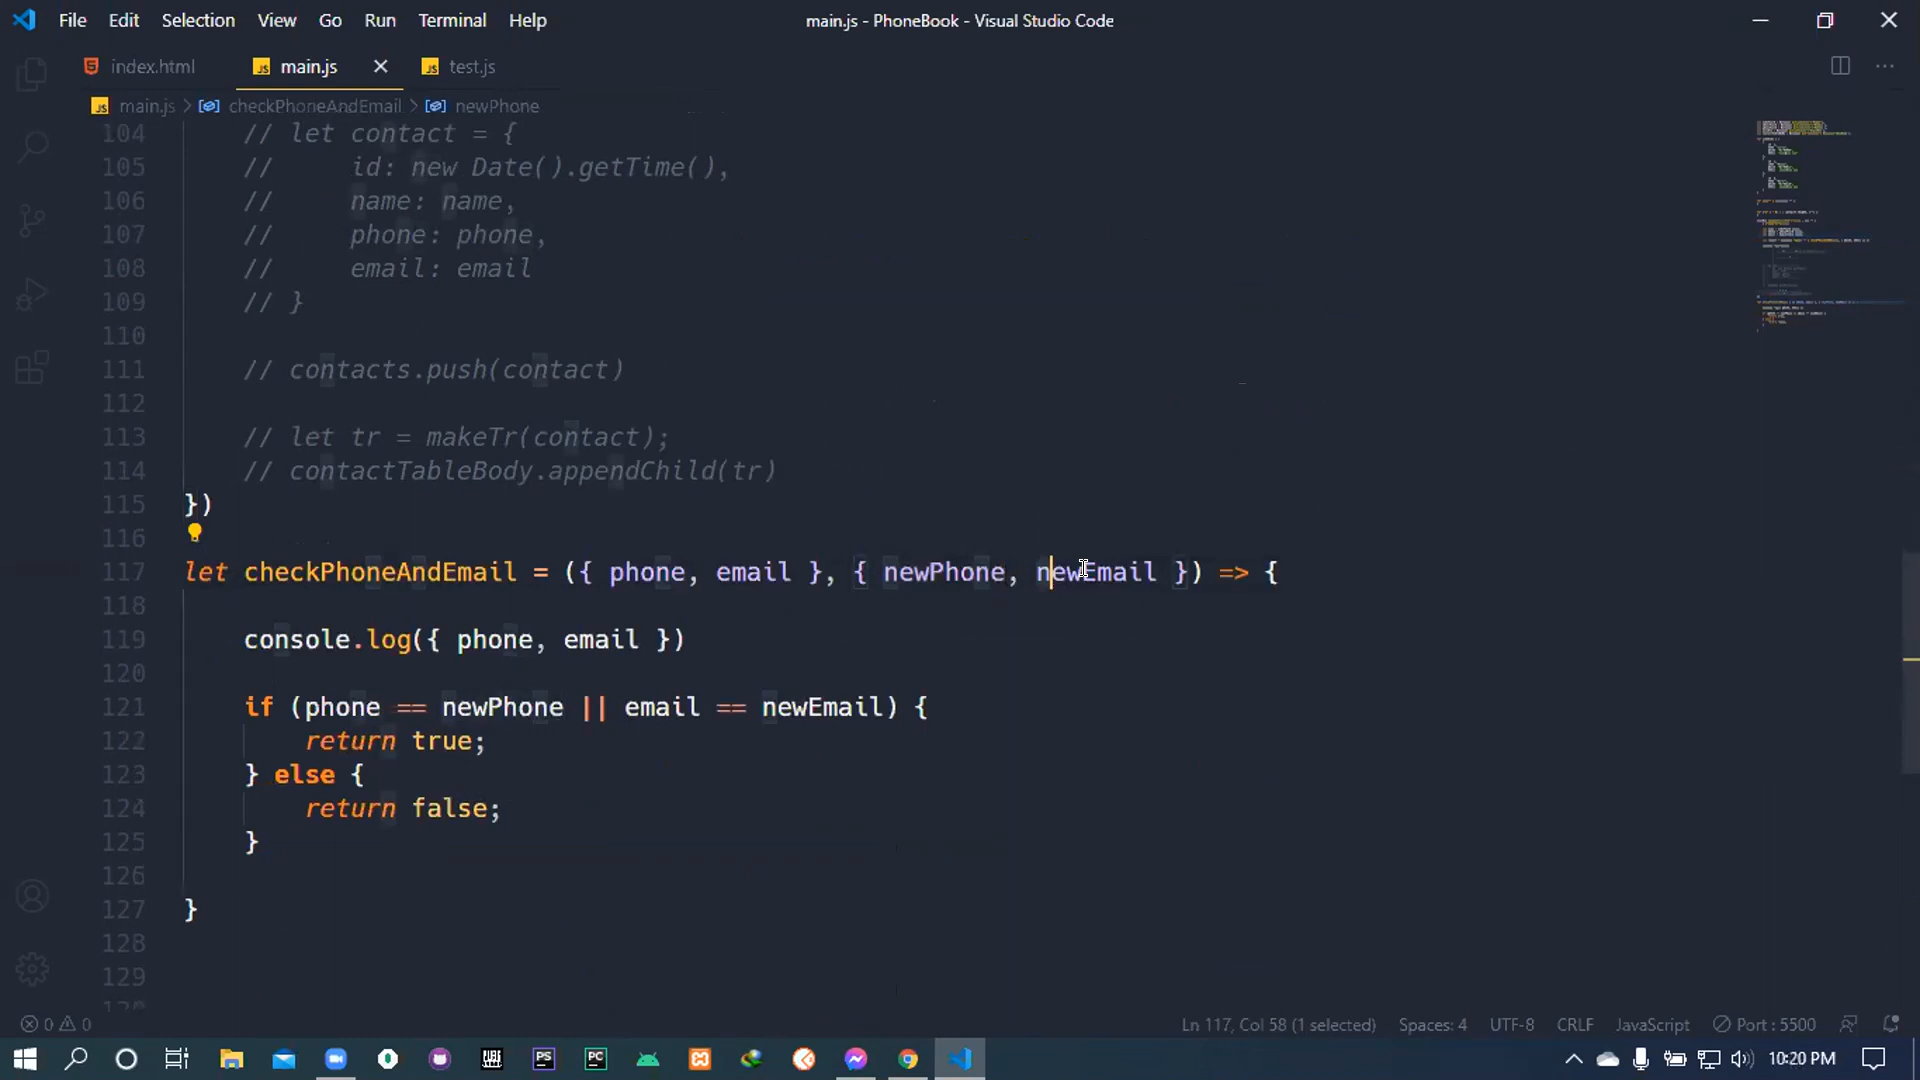 File Edit Selection View Go Run Terminal Help main.js - PhoneBook - Visual Studio Code
index.html main.js test.js
main.js > checkPhoneAndEmail > newPhone
104 // let contact = {
105 // id: new Date().getTime(),
106 // name: name,
107 // phone: phone,
108 // email: email
109 // }
110
111 // contacts.push(contact)
112
113 // let tr = makeTr(contact);
114 // contactTableBody.appendChild(tr)
115 })
116
117 let checkPhoneAndEmail = ({ phone, email }, { newPhone, newEmail }) => {
118
119 console.log({ phone, email })
120
121 if (phone == newPhone || email == newEmail) {
122 return true;
123 } else {
124 return false;
125 }
126
127 }
128
129
0 0 Ln 117, Col 58 (1 selected) Spaces: 4 UTF-8 CRLF JavaScript Port : 5500
PS PC 10:20 PM